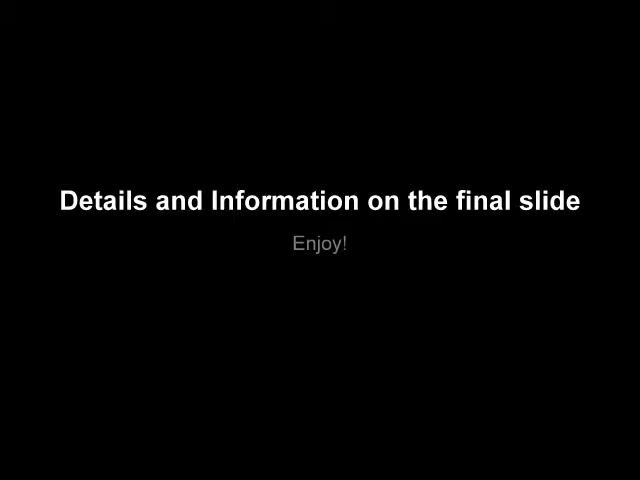 Details and Information on the final slide
Enjoy!